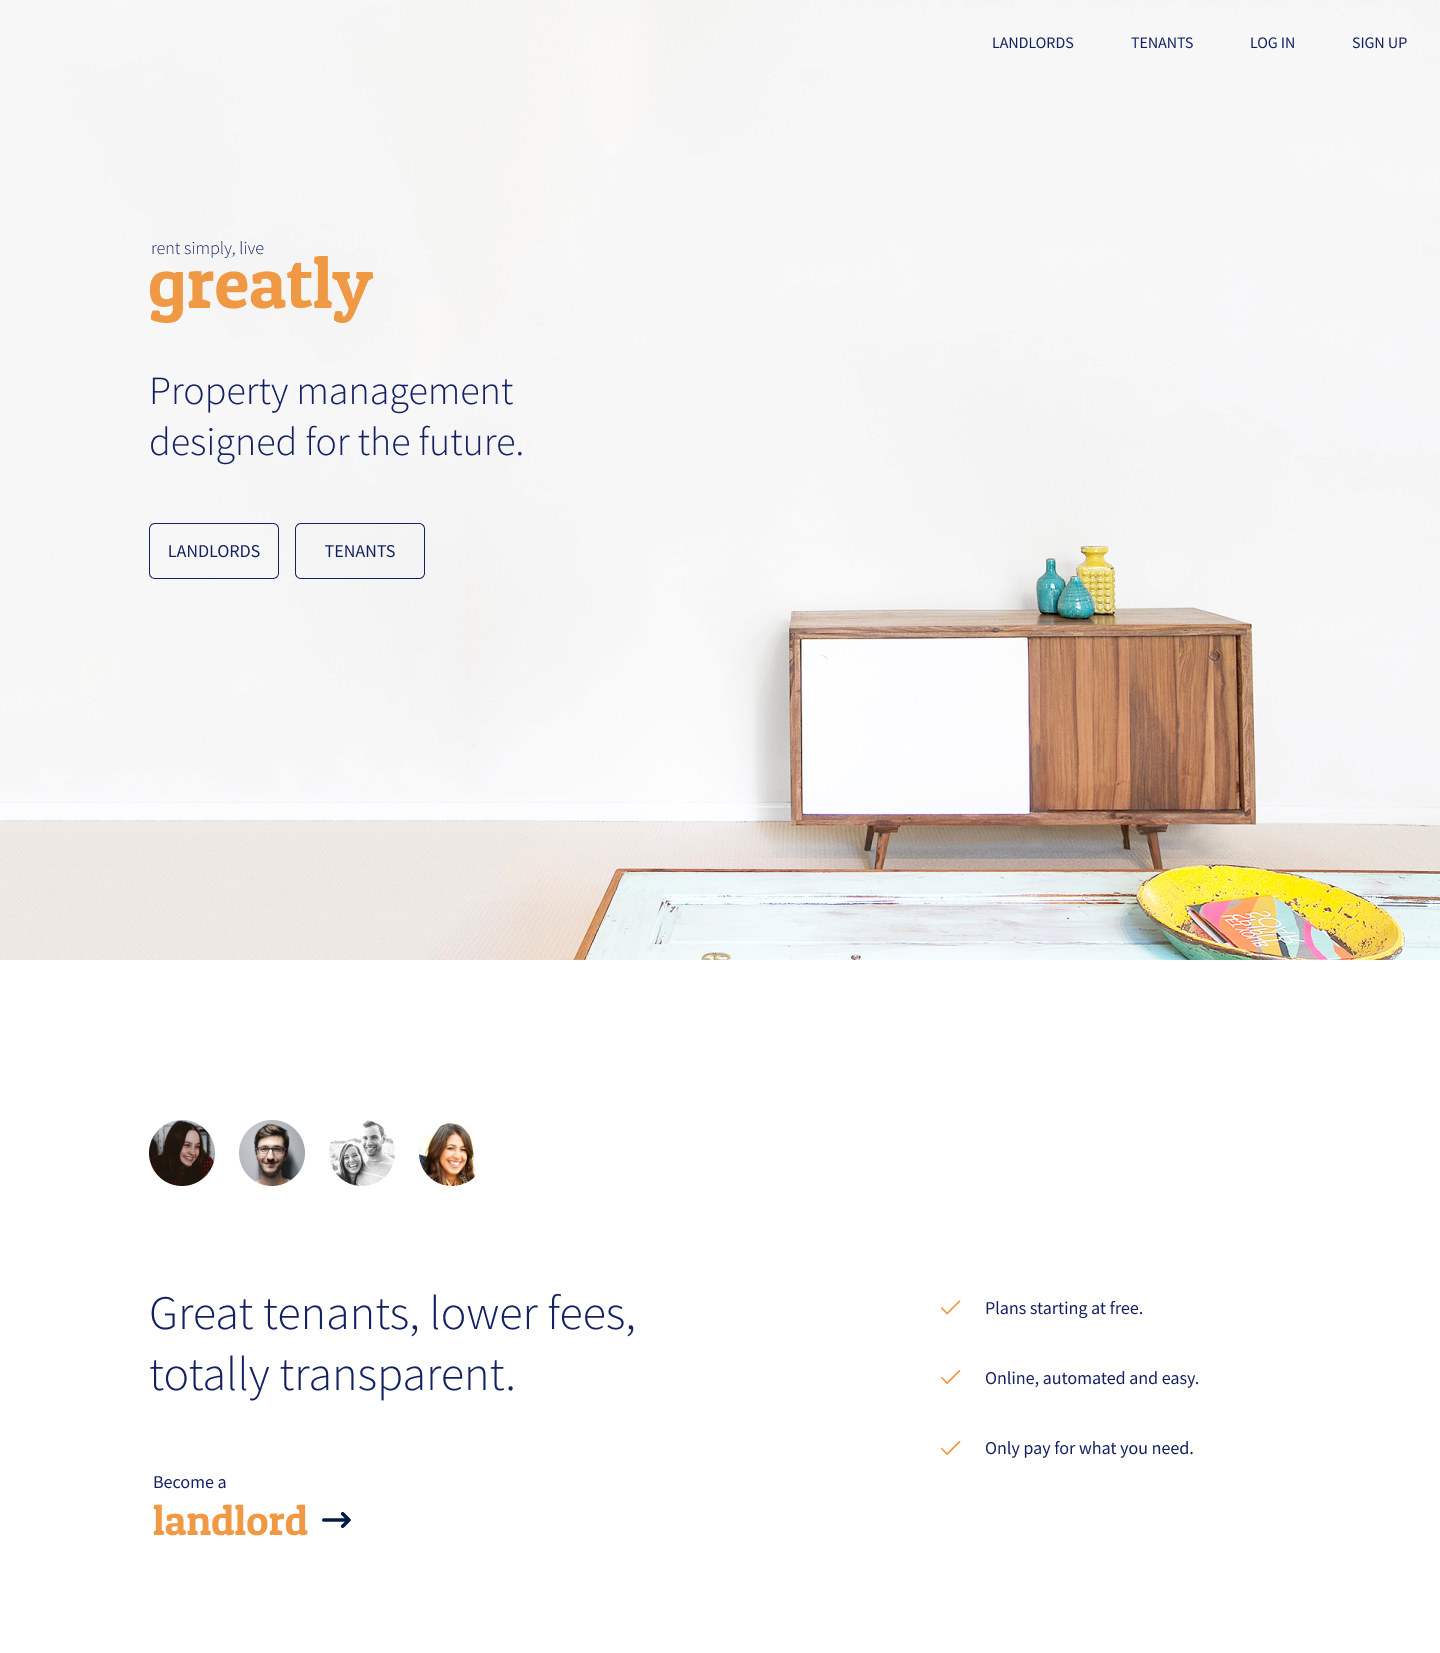 LANDLORDS TENANTS LOG IN SIGN UP
rent simply, live
greatly
Property management
designed for the future.
LANDLORDS TENANTS
Great tenants, lower fees,
totally transparent.
Plans starting at free.
Online, automated and easy.
Only pay for what you need.
Become a
landlord